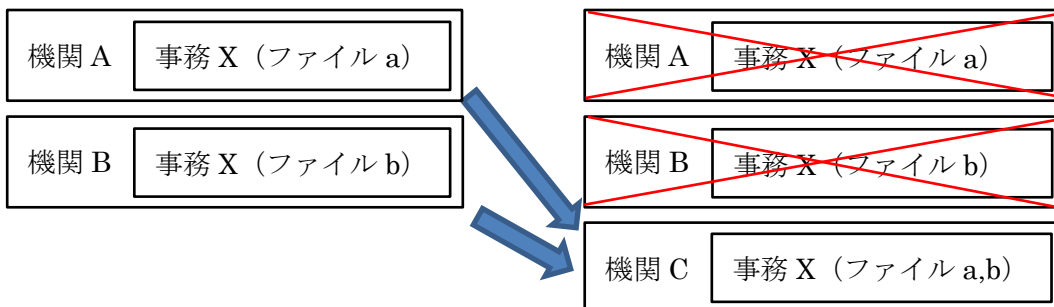 機関 A 事務 X（ファイル a） 機関 A 事務 X（ファイル a）
機関 B 事務 X（ファイル b） 機関 B 事務 X（ファイル b）
機関 C 事務 X（ファイル a,b）